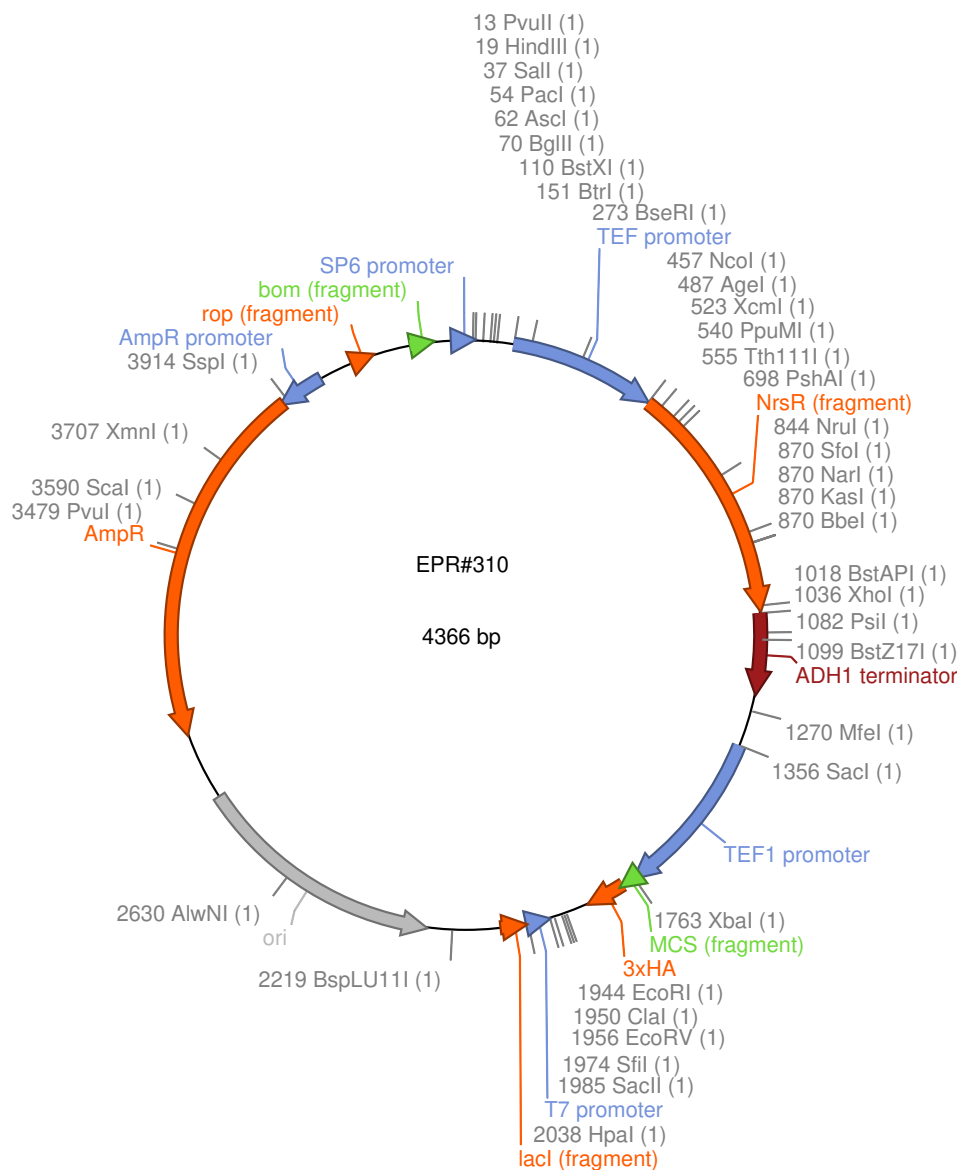 13 PvuII (1)
19 HindIII (1)
37 SalI (1)
54 PacI (1)
62 AscI (1)
70 BglII (1)
110 BstXI (1)
151 BtrI (1)
273 BseRI (1)
TEF promoter
457 NcoI (1)
487 AgeI (1)
523 XcmI (1)
540 PpuMI (1)
555 Tth111I (1)
698 PshAI (1)
NrsR (fragment)
844 NruI (1)
870 SfoI (1)
870 NarI (1)
870 KasI (1)
870 BbeI (1)
1018 BstAPI (1)
1036 XhoI (1)
1082 PsiI (1)
1099 BstZ17I (1)
ADH1 terminator
1270 MfeI (1)
1356 SacI (1)
TEF1 promoter
1763 XbaI (1)
MCS (fragment)
3xHA
1944 EcoRI (1)
1950 ClaI (1)
1956 EcoRV (1)
1974 SfiI (1)
1985 SacII (1)
T7 promoter
2038 HpaI (1)
lacI (fragment)
2219 BspLU11I (1)
ori
2630 AlwNI (1)
AmpR
3479 PvuI (1)
3590 ScaI (1)
3707 XmnI (1)
3914 SspI (1)
AmpR promoter
rop (fragment)
bom (fragment)
SP6 promoter
EPR#310
4366 bp